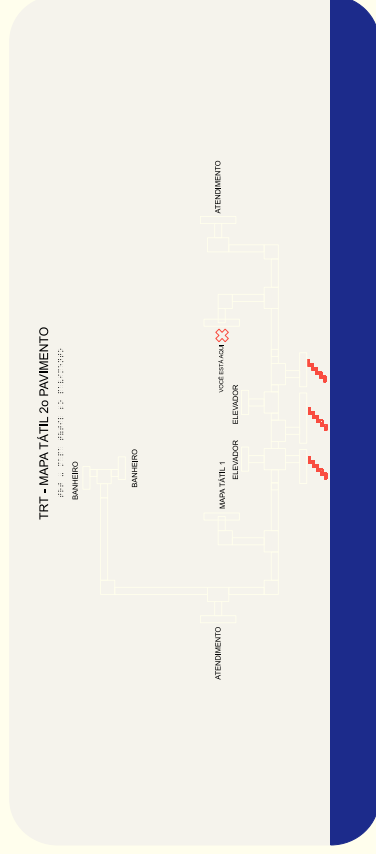 TRT - MAPA TÁTIL 2o PAVIMENTO
BANHEIRO
BANHEIRO
ATENDIMENTO
MAPA TÁTIL 1
ELEVADOR
ELEVADOR
VOCÊ ESTÁ AQUI
ATENDIMENTO